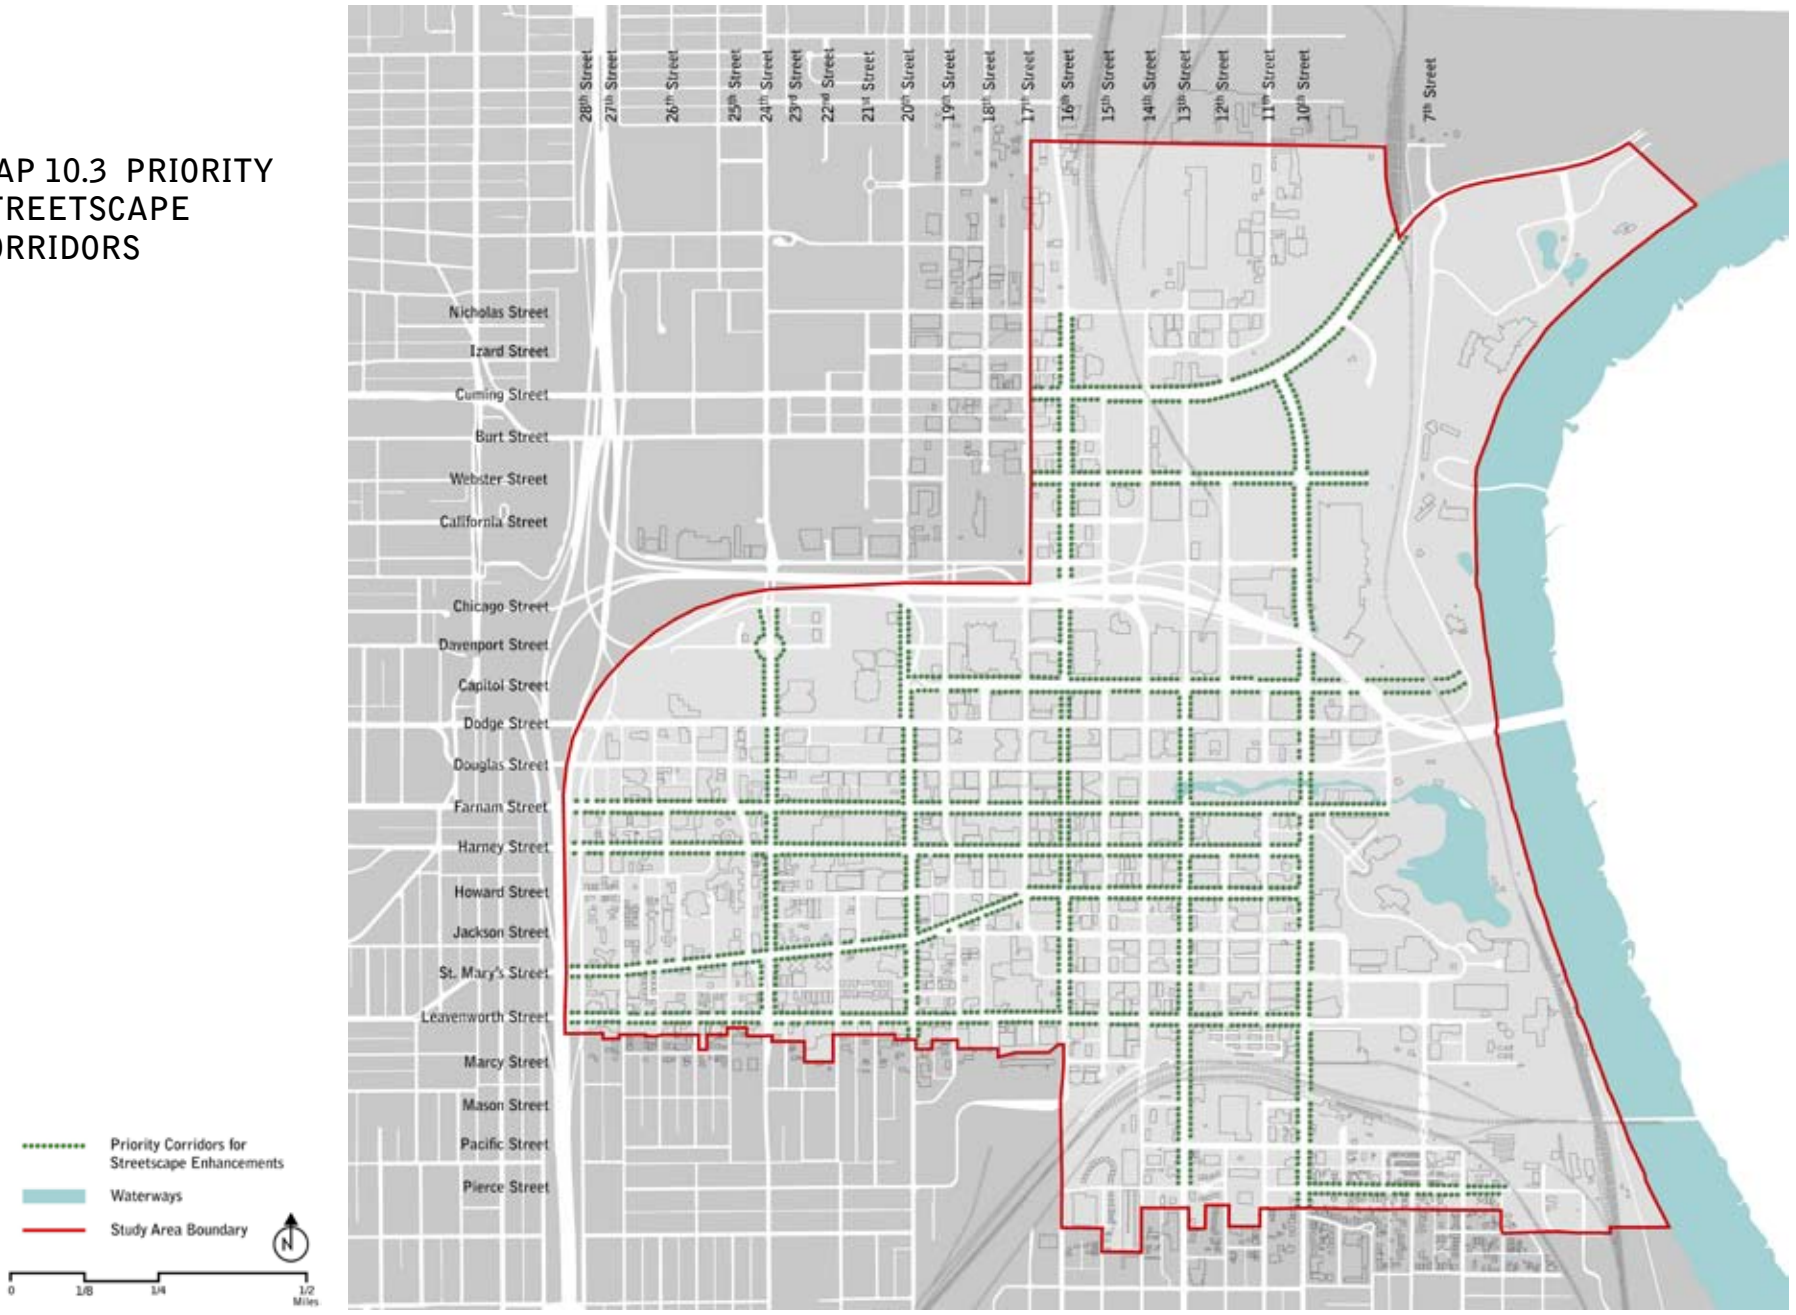 AP 10.3 PRIORITY
TREETSCAPE
ORRIDORS
28th Street
27th Street
26th Street
25th Street
24th Street
23rd Street
22nd Street
21st Street
20th Street
19th Street
18th Street
17th Street
16th Street
15th Street
14th Street
13th Street
12th Street
11th Street
10th Street
7th Street
Nicholas Street
Izard Street
Cuming Street
Burt Street
Webster Street
California Street
Chicago Street
Davenport Street
Capitol Street
Dodge Street
Douglas Street
Farnam Street
Harney Street
Howard Street
Jackson Street
St. Mary's Street
Leavenworth Street
Marcy Street
Mason Street
Pacific Street
Pierce Street
Priority Corridors for
Streetscape Enhancements
Waterways
Study Area Boundary
N
0 1/8 1/4 1/2
Miles